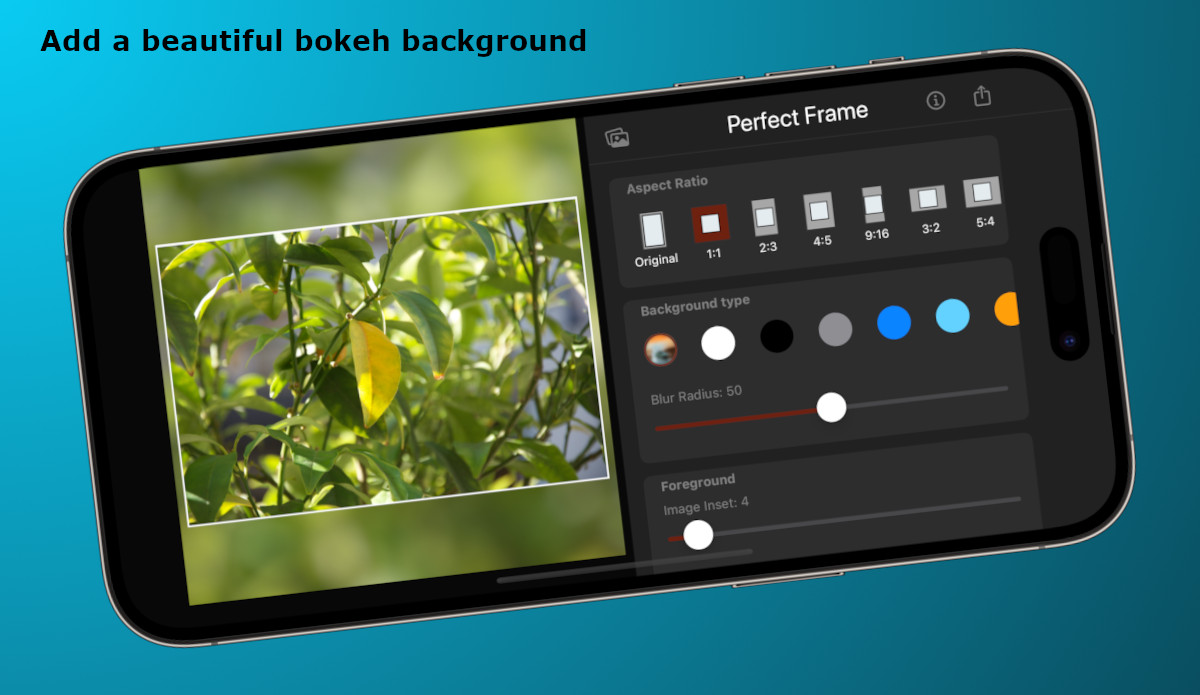 Add a beautiful bokeh background
Perfect Frame
Aspect Ratio
Original 1:1 2:3 4:5 9:16 3:2 5:4
Background type
Blur Radius: 50
Foreground
Image Inset: 4